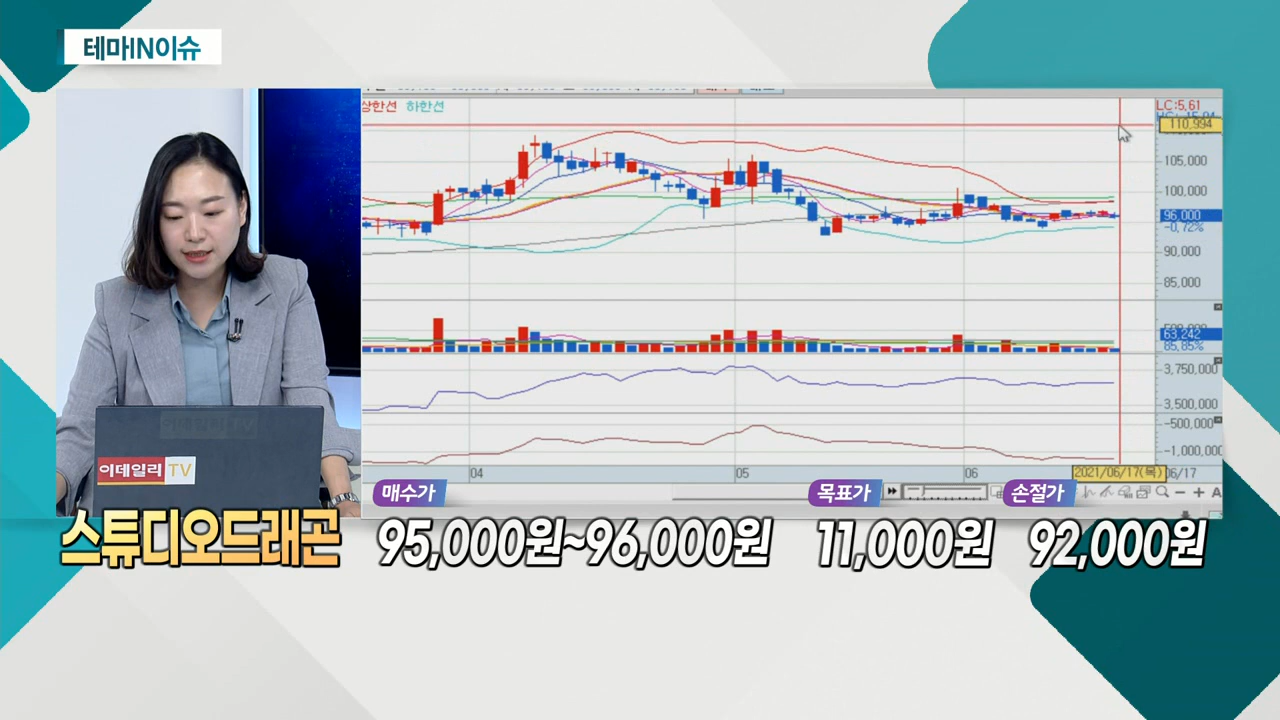 테마IN이슈
상한선 하한선
LC:5,61
110,994
105,000
100,000
96,000
-0,72%
90,000
85,000
63,242
85,85%
3,750,000
3,500,000
-500,000
-1,000,000
04 05 06 2021/06/17(목) 06/17
이데일리 TV
매수가 목표가 손절가
스튜디오드래곤 95,000원~96,000원 11,000원 92,000원